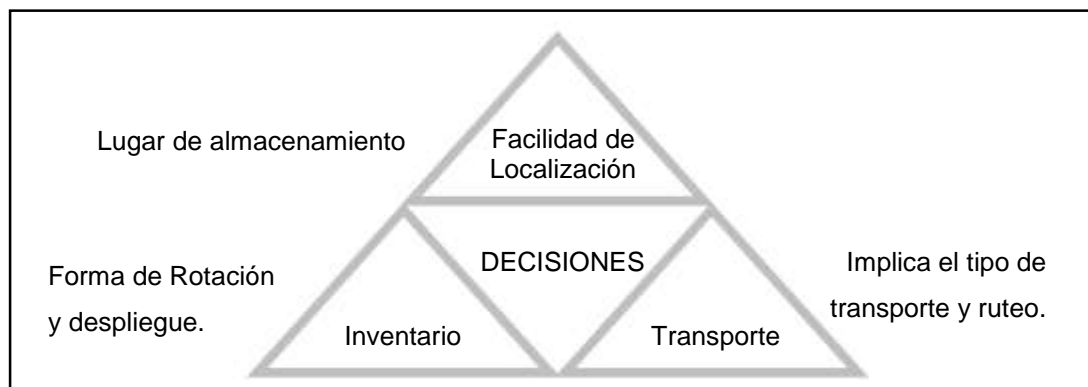 Lugar de almacenamiento
Facilidad de
Localización
Forma de Rotación
y despliegue.
DECISIONES
Implica el tipo de
transporte y ruteo.
Inventario
Transporte